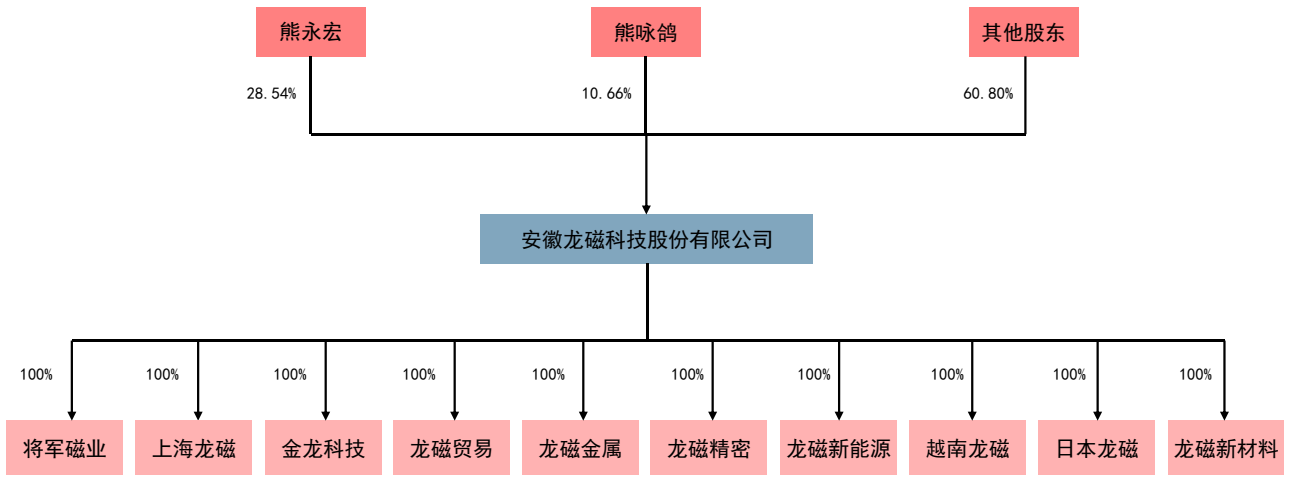 熊永宏
熊咏鸽
其他股东
28.54%
10.66%
60.80%
安徽龙磁科技股份有限公司
100%
100%
100%
100%
100%
100%
100%
100%
100%
100%
将军磁业
上海龙磁
金龙科技
龙磁贸易
龙磁金属
龙磁精密
龙磁新能源
越南龙磁
日本龙磁
龙磁新材料